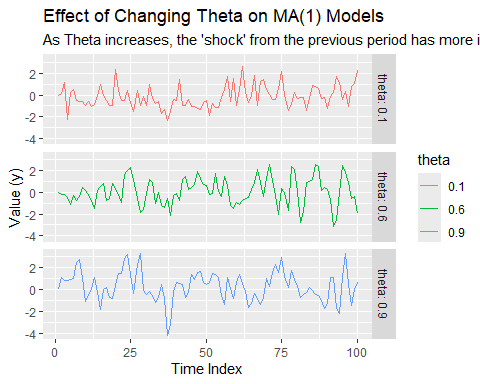 Effect of Changing Theta on MA(1) Models
As Theta increases, the 'shock' from the previous period has more i
2
0
-2
-4
theta: 0.1
2
0
-2
-4
theta: 0.6
2
0
-2
-4
theta: 0.9
Value (y)
0 25 50 75 100
Time Index
theta
0.1
0.6
0.9